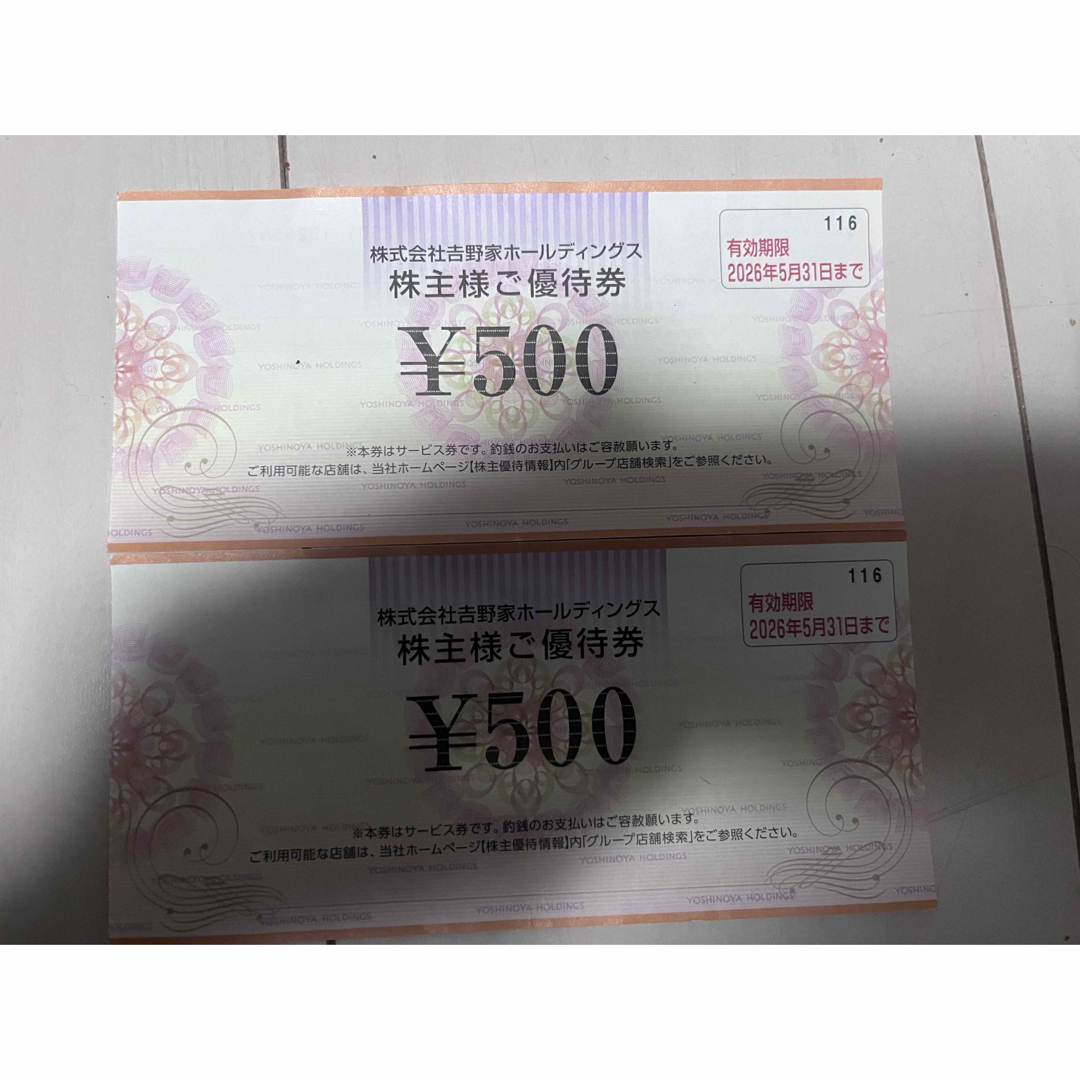 116
有効期限
2026年5月31日まで
株式会社𠮷野家ホールディングス
株主様ご優待券
¥500
※本券はサービス券です。釣銭のお支払いはご容赦願います。
ご利用可能な店舗は、当社ホームページ【株主優待情報】内「グループ店舗検索」をご参照ください。
YOSHINOYA HOLDINGS
116
有効期限
2026年5月31日まで
株式会社𠮷野家ホールディングス
株主様ご優待券
¥500
※本券はサービス券です。釣銭のお支払いはご容赦願います。
ご利用可能な店舗は、当社ホームページ【株主優待情報】内「グループ店舗検索」をご参照ください。
YOSHINOYA HOLDINGS